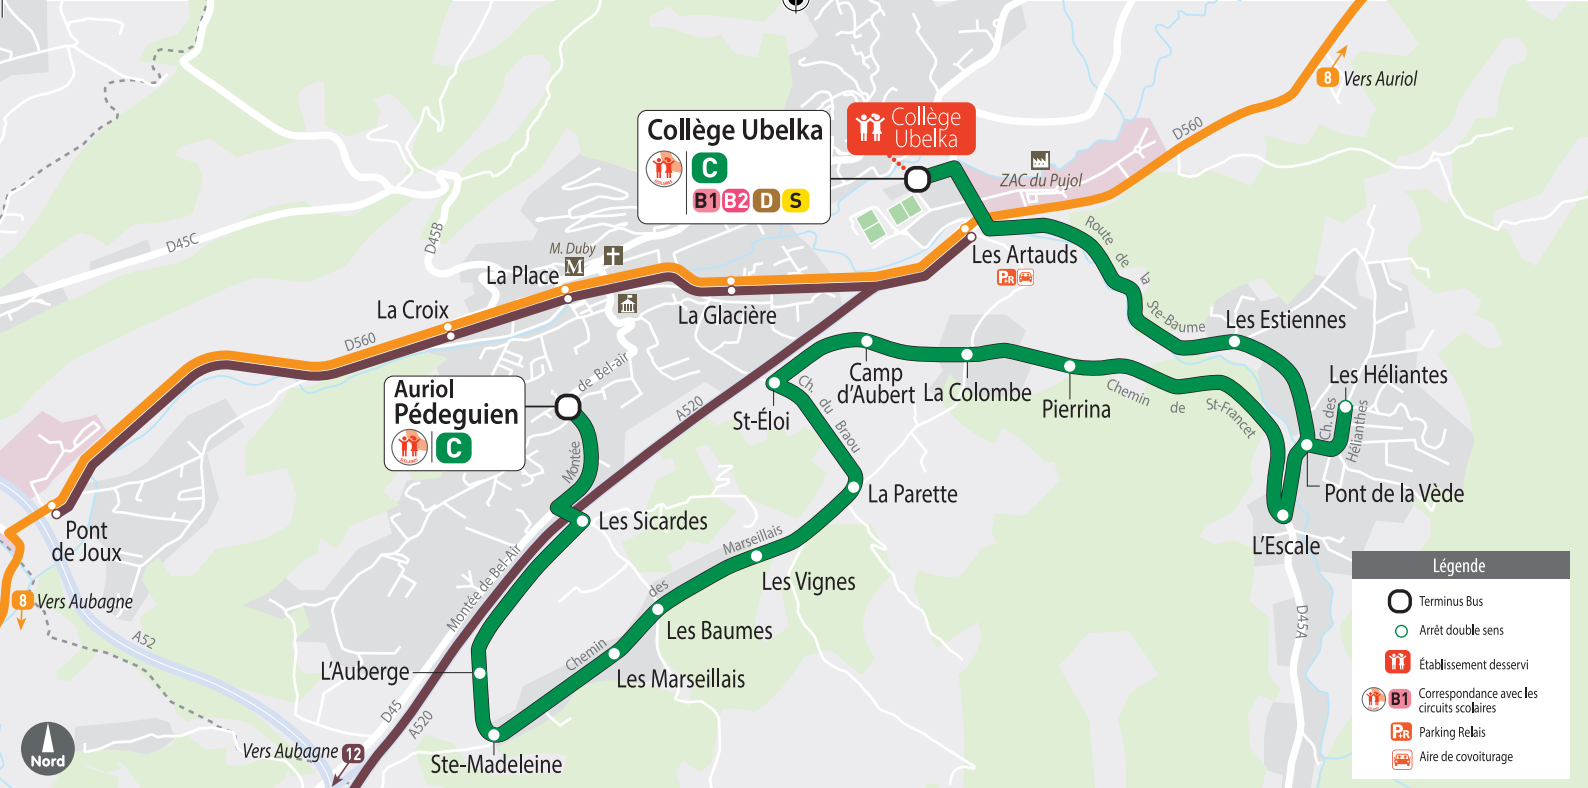 8 Vers Auriol
Collège Ubelka
SCOLAIRES
C
B1 B2 D S
Collège
Ubelka
D560
ZAC du Pujol
D45C
D45B
M. Duby
M
La Place
La Croix
D560
La Glacière
Les Artauds
P+R
Route de la Ste-Baume
Les Estiennes
Les Héliantes
Ch. des
Hélianthes
Pont de la Vède
L'Escale
D45A
Chemin de St-Francet
Pierrina
La Colombe
Camp
d'Aubert
St-Éloi
Ch. du Braou
La Parette
Auriol
Pédeguien
SCOLAIRES
C
Montée
de Bel-air
A520
Les Sicardes
Montée de Bel-Air
Marseillais
Les Vignes
des
Les Baumes
Chemin
Les Marseillais
L'Auberge
Ste-Madeleine
D45
A520
Vers Aubagne 12
Pont
de Joux
8 Vers Aubagne
A52
Nord
Légende
Terminus Bus
Arrêt double sens
Établissement desservi
B1
Correspondance avec les
circuits scolaires
P+R
Parking Relais
Aire de covoiturage